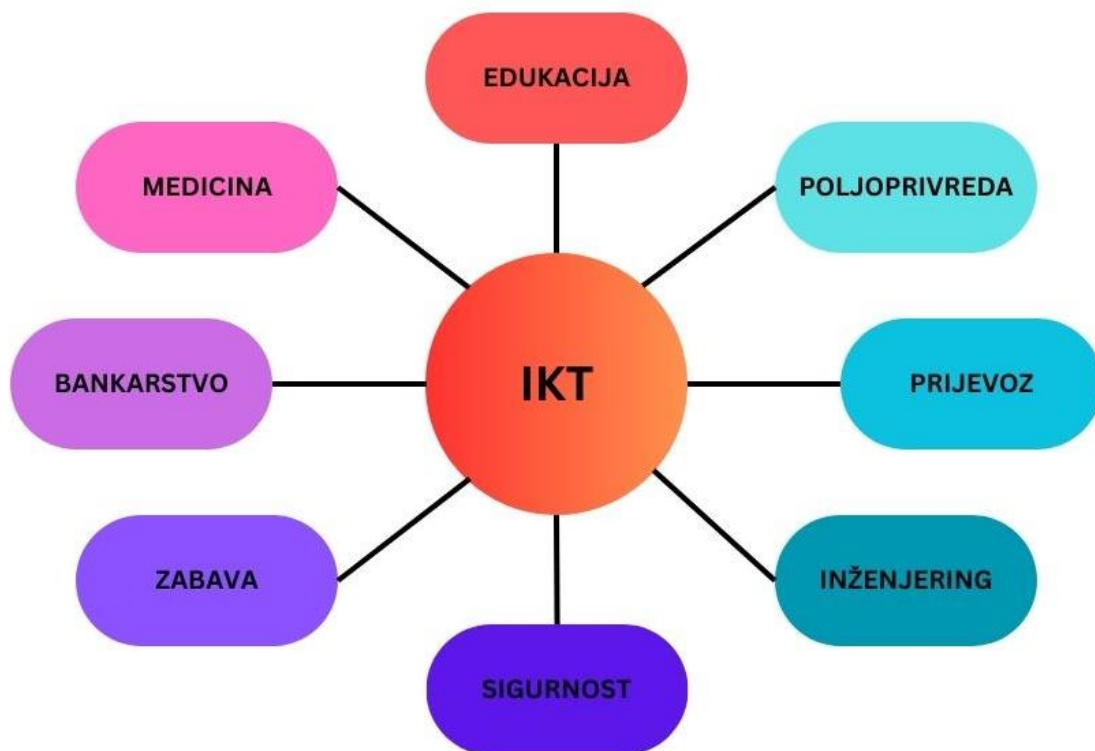 EDUKACIJA
MEDICINA
POLJOPRIVREDA
BANKARSTVO
IKT
PRIJEVOZ
ZABAVA
INŽENJERING
SIGURNOST